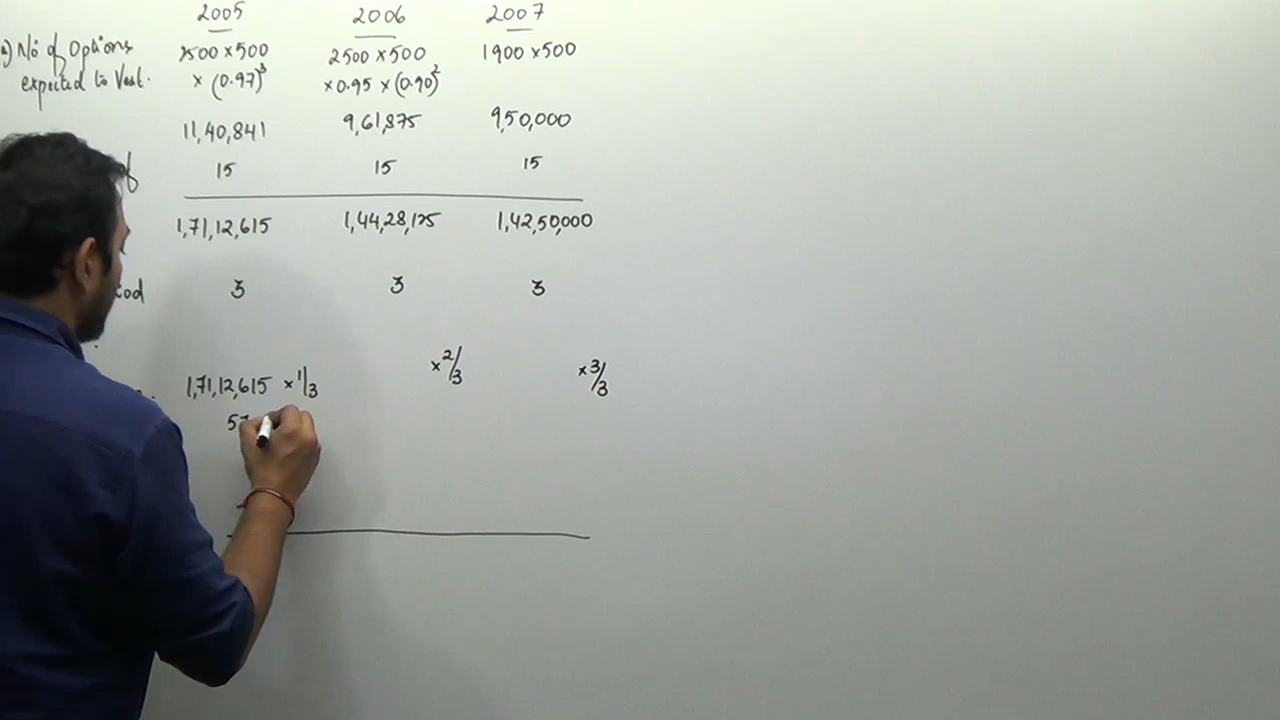 2005 2006 2007
a) No of Options 2500 x 500 2500 x 500 1900 x 500
expected to Vest. x (0.97)³ x 0.95 x (0.90)²
11,40,841 9,61,875 9,50,000
15 15 15
1,71,12,615 1,44,28,125 1,42,50,000
3 3 3
x 2/3 x 3/3
1,71,12,615 x 1/3
57